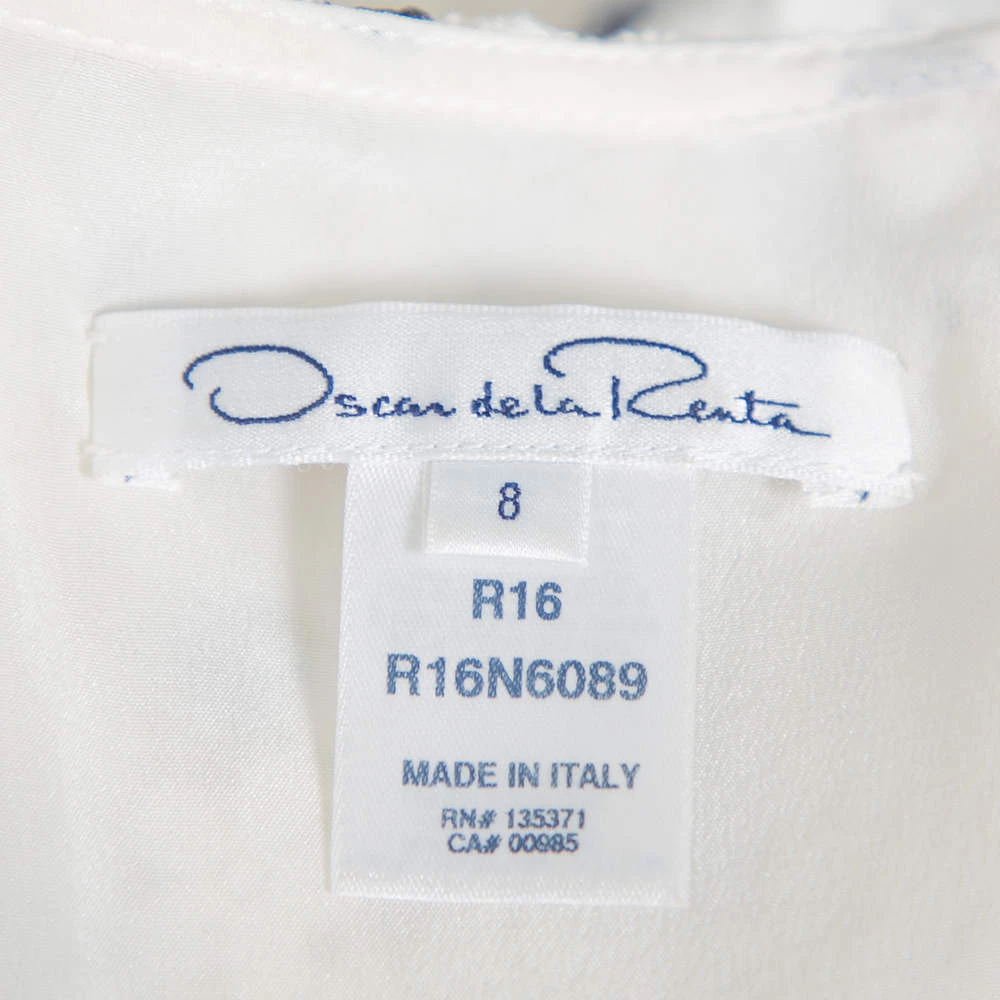 Oscar de la Renta
8
R16
R16N6089
MADE IN ITALY
RN# 135371
CA# 00985